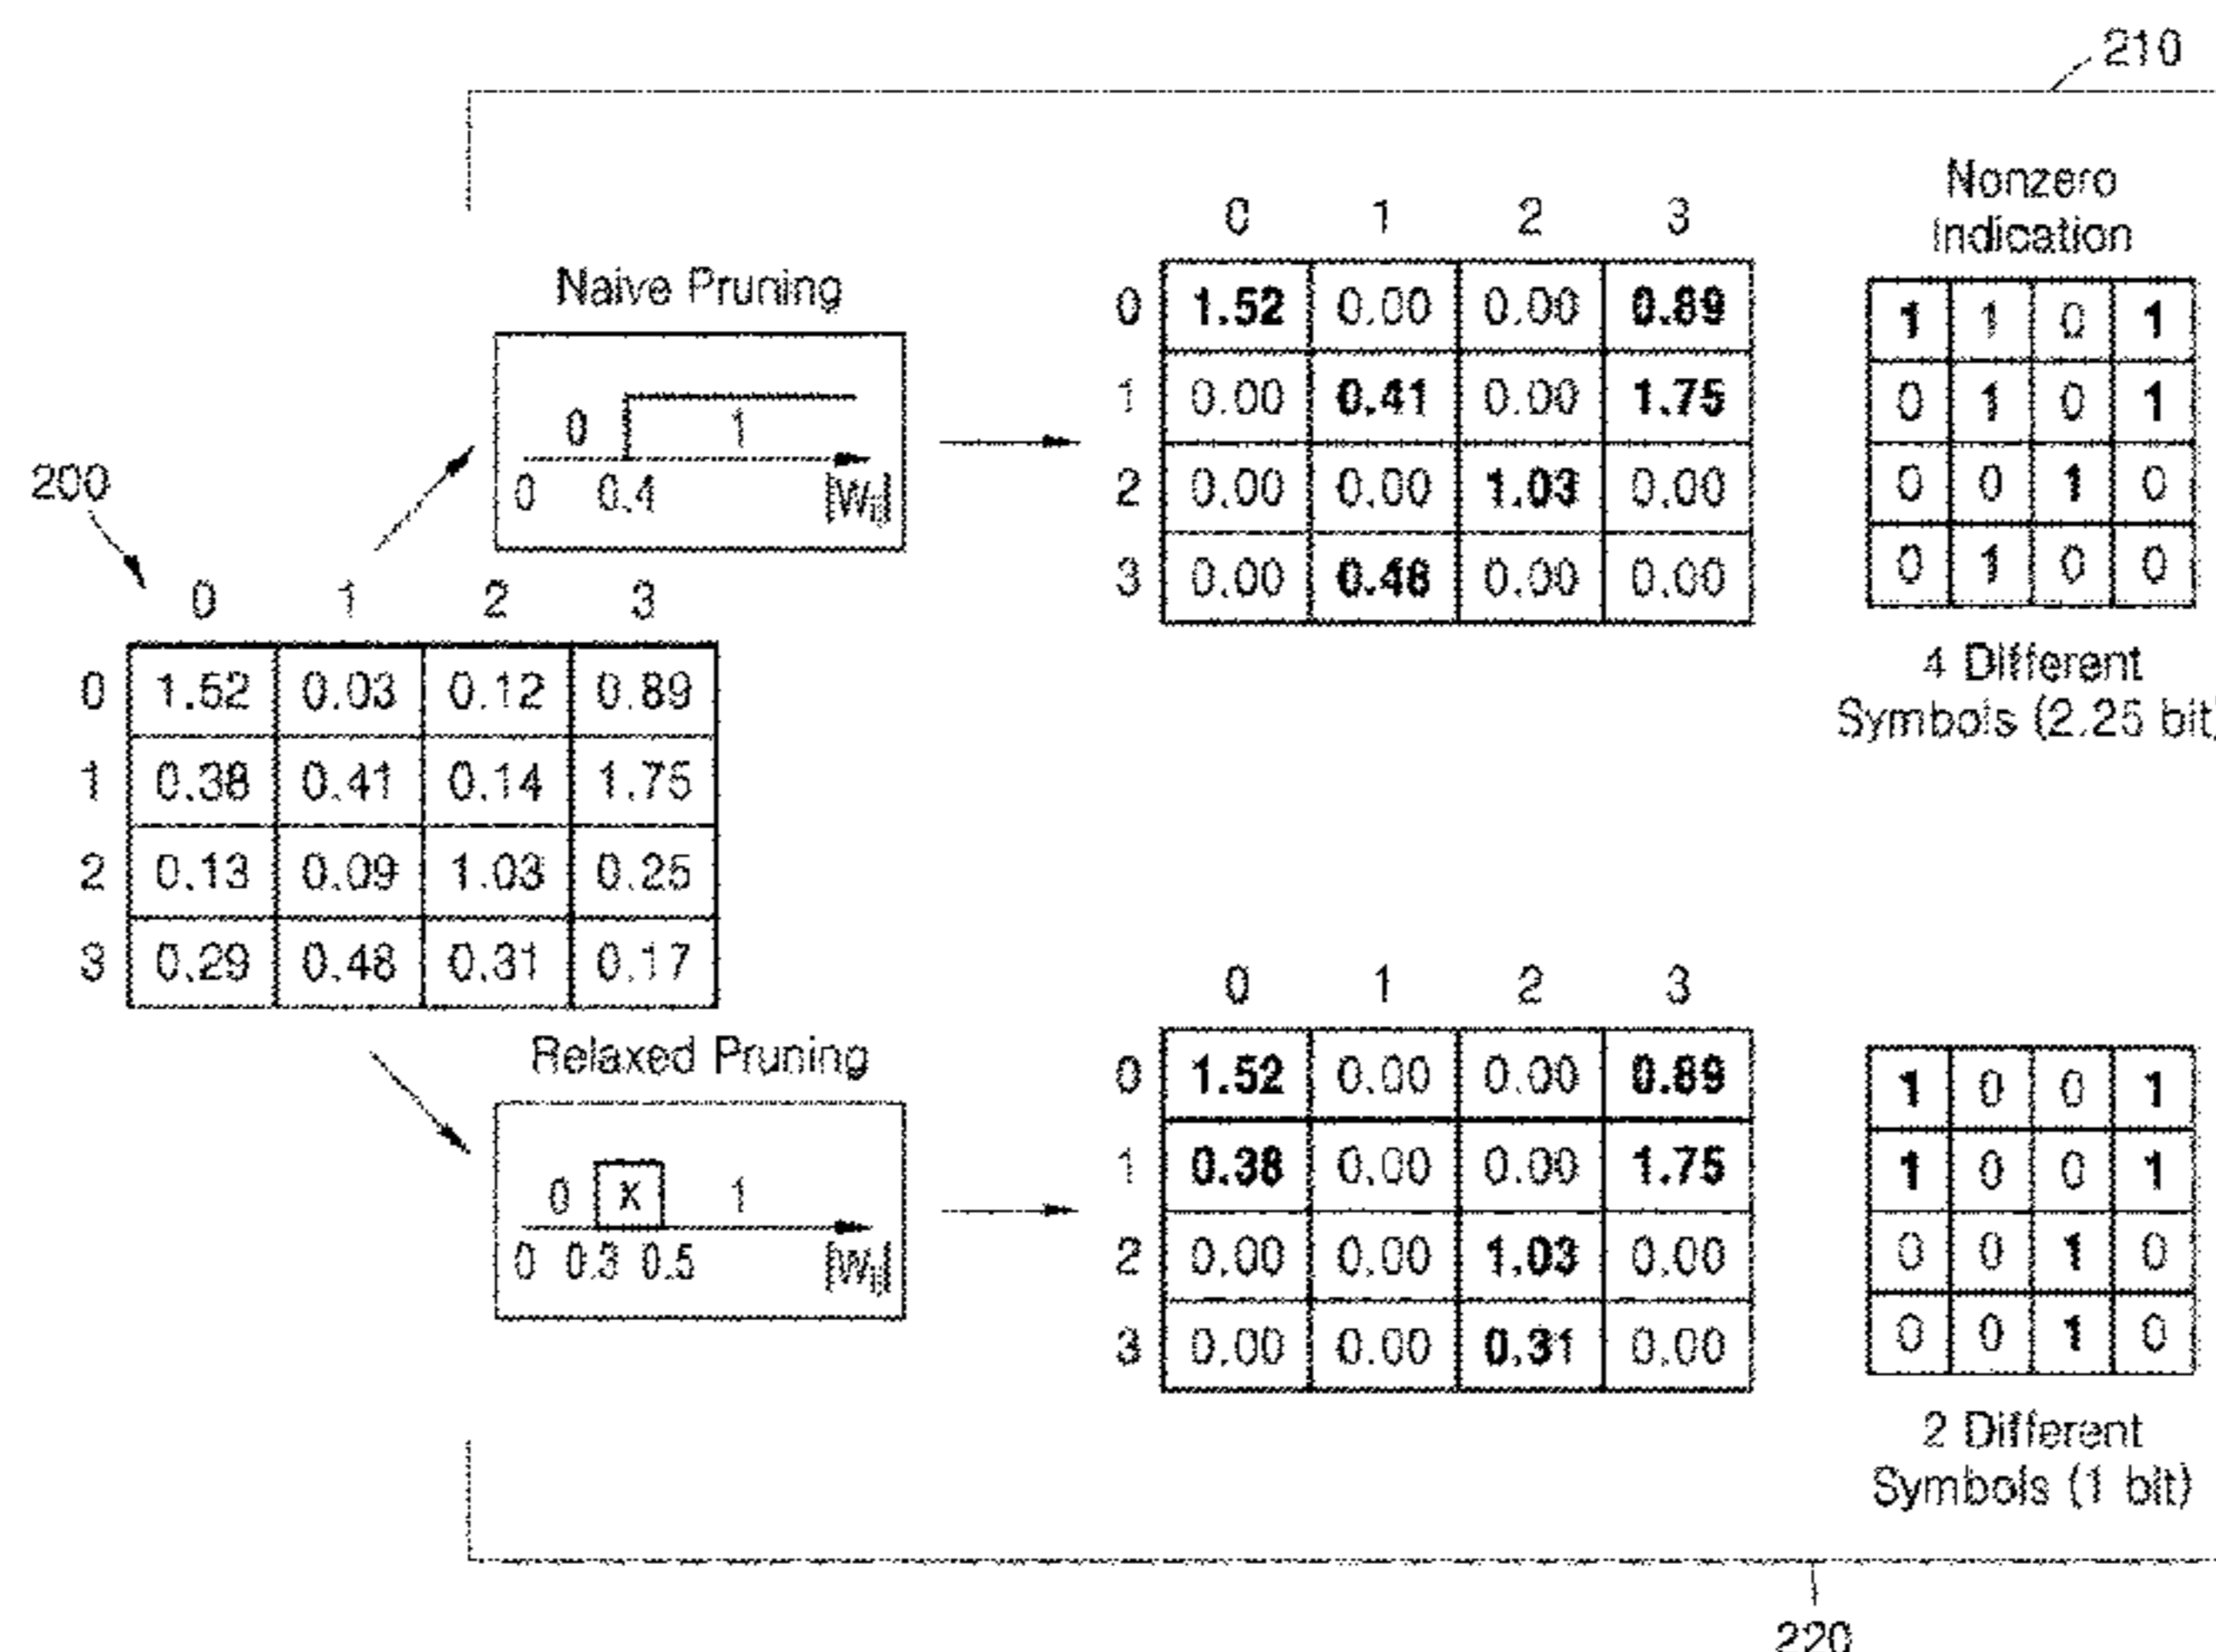 210
Naive Pruning
0 1
0 0.4 |Wij|
0 1 2 3
0 1.52 0.00 0.00 0.89
1 0.00 0.41 0.00 1.75
2 0.00 0.00 1.03 0.00
3 0.00 0.48 0.00 0.00
Nonzero
Indication
1 1 0 1
0 1 0 1
0 0 1 0
0 1 0 0
4 Different
Symbols (2.25 bit)
200
0 1 2 3
0 1.52 0.03 0.12 0.89
1 0.38 0.41 0.14 1.75
2 0.13 0.09 1.03 0.25
3 0.29 0.48 0.31 0.17
Relaxed Pruning
0 X 1
0 0.3 0.5 |Wij|
0 1 2 3
0 1.52 0.00 0.00 0.89
1 0.38 0.00 0.00 1.75
2 0.00 0.00 1.03 0.00
3 0.00 0.00 0.31 0.00
1 0 0 1
1 0 0 1
0 0 1 0
0 0 1 0
2 Different
Symbols (1 bit)
220